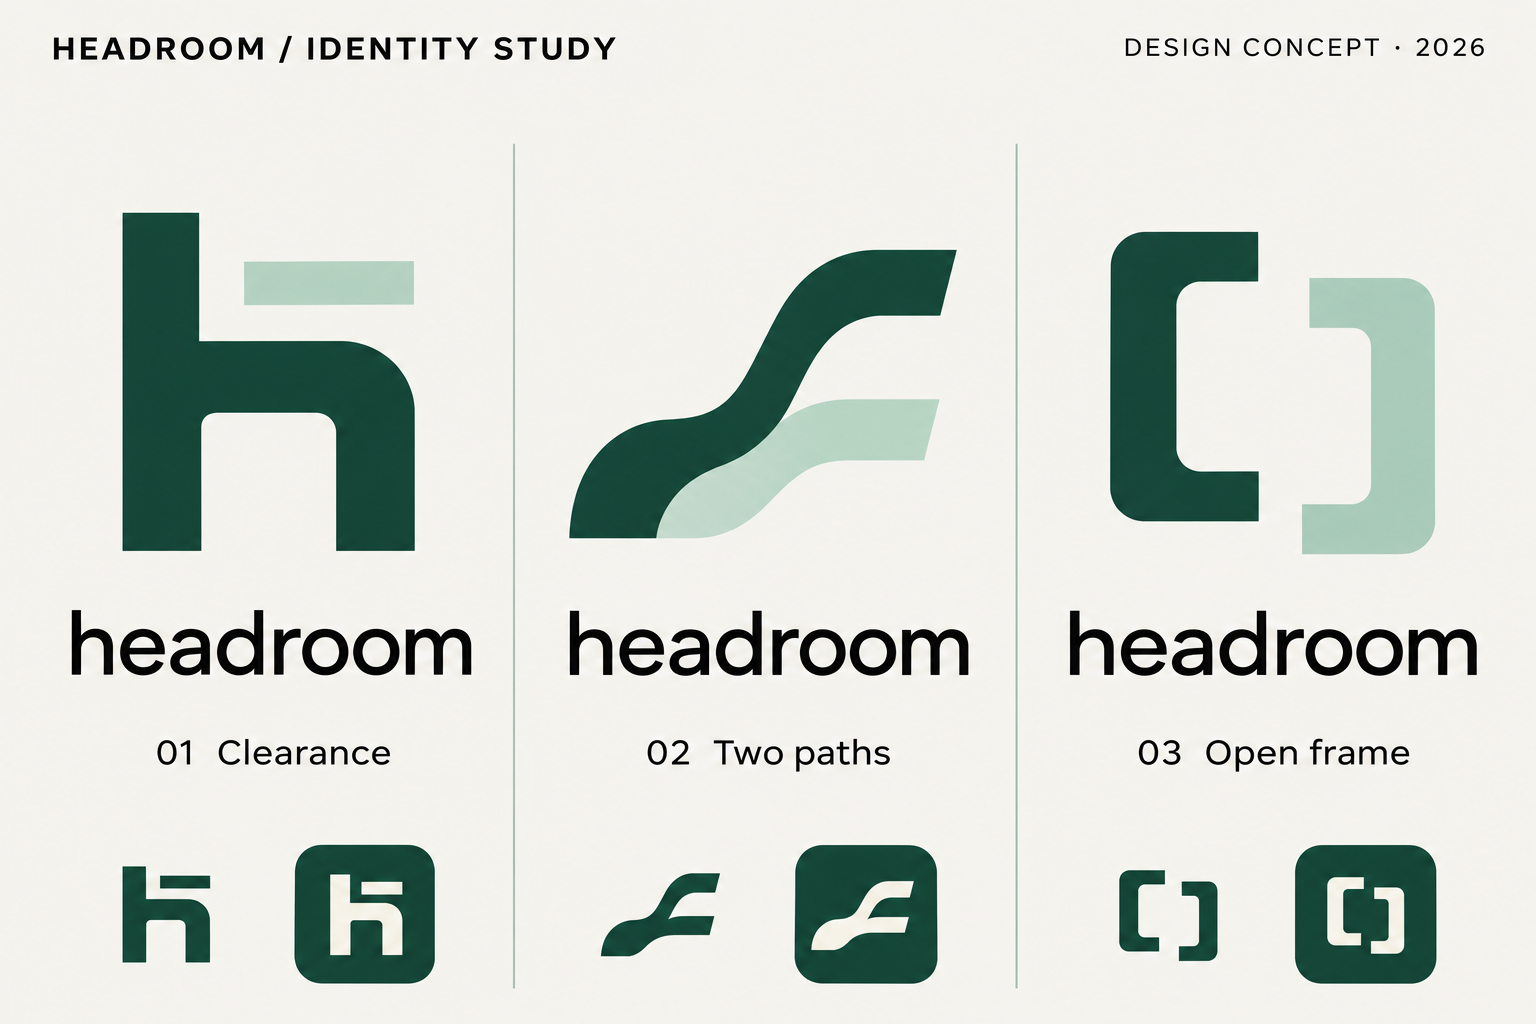 HEADROOM / IDENTITY STUDY
DESIGN CONCEPT · 2026
headroom
01 Clearance
headroom
02 Two paths
headroom
03 Open frame